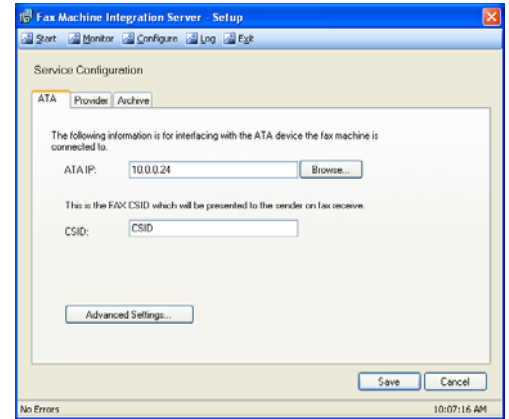 Fax Machine Integration Server - Setup
Start Monitor Configure Log Exit
Service Configuration
ATA Provider Archive
The following information is for interfacing with the ATA device the fax machine is
connected to.
ATA IP: 10.0.0.24 Browse...
This is the FAX CSID which will be presented to the sender on fax receive.
CSID: CSID
Advanced Settings...
Save Cancel
No Errors 10:07:16 AM